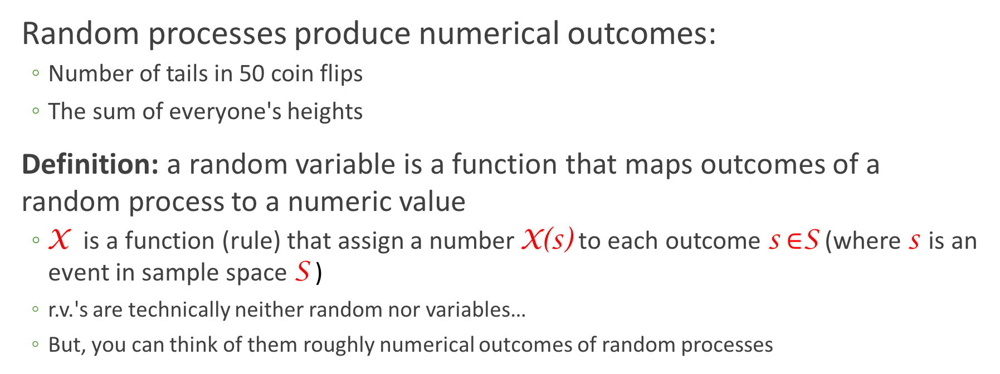 Random processes produce numerical outcomes:
◦ Number of tails in 50 coin flips
◦ The sum of everyone's heights
Definition: a random variable is a function that maps outcomes of a
random process to a numeric value
◦ X is a function (rule) that assign a number X(s) to each outcome s ∈S (where s is an
event in sample space S )
◦ r.v.'s are technically neither random nor variables…
◦ But, you can think of them roughly numerical outcomes of random processes